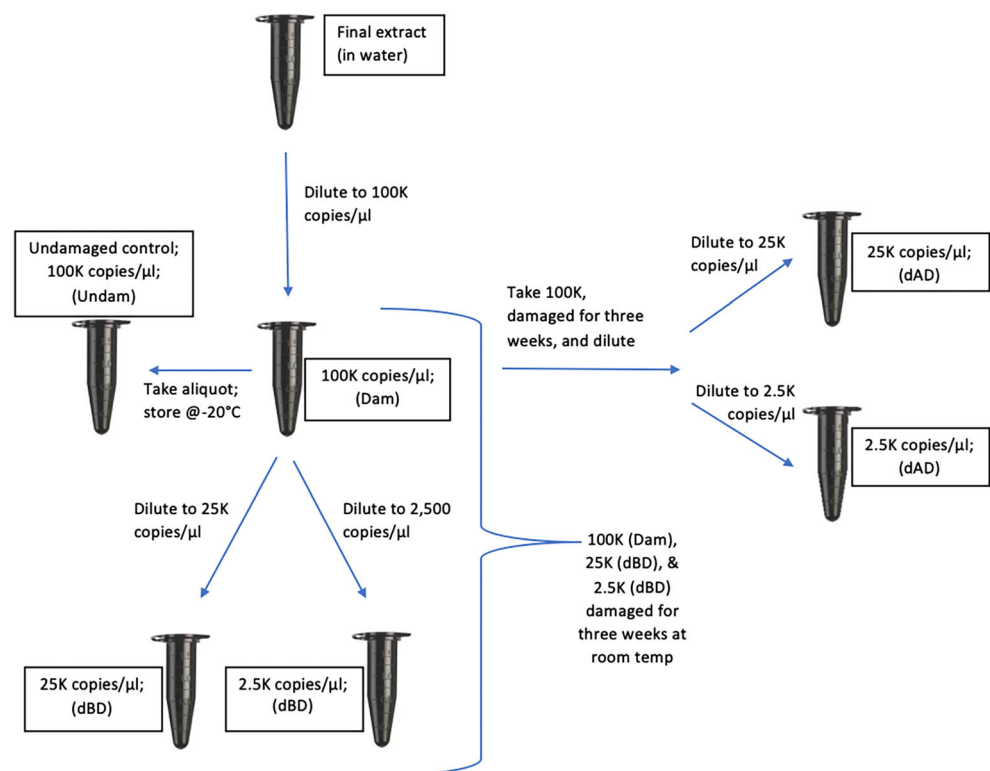 Final extract
(in water)
Dilute to 100K
copies/µl
Undamaged control;
100K copies/µl;
(Undam)
Take aliquot;
store @-20°C
100K copies/µl;
(Dam)
Take 100K,
damaged for three
weeks, and dilute
Dilute to 25K
copies/µl
25K copies/µl;
(dAD)
Dilute to 2.5K
copies/µl
2.5K copies/µl;
(dAD)
Dilute to 25K
copies/µl
Dilute to 2,500
copies/µl
100K (Dam),
25K (dBD), &
2.5K (dBD)
damaged for
three weeks at
room temp
25K copies/µl;
(dBD)
2.5K copies/µl;
(dBD)